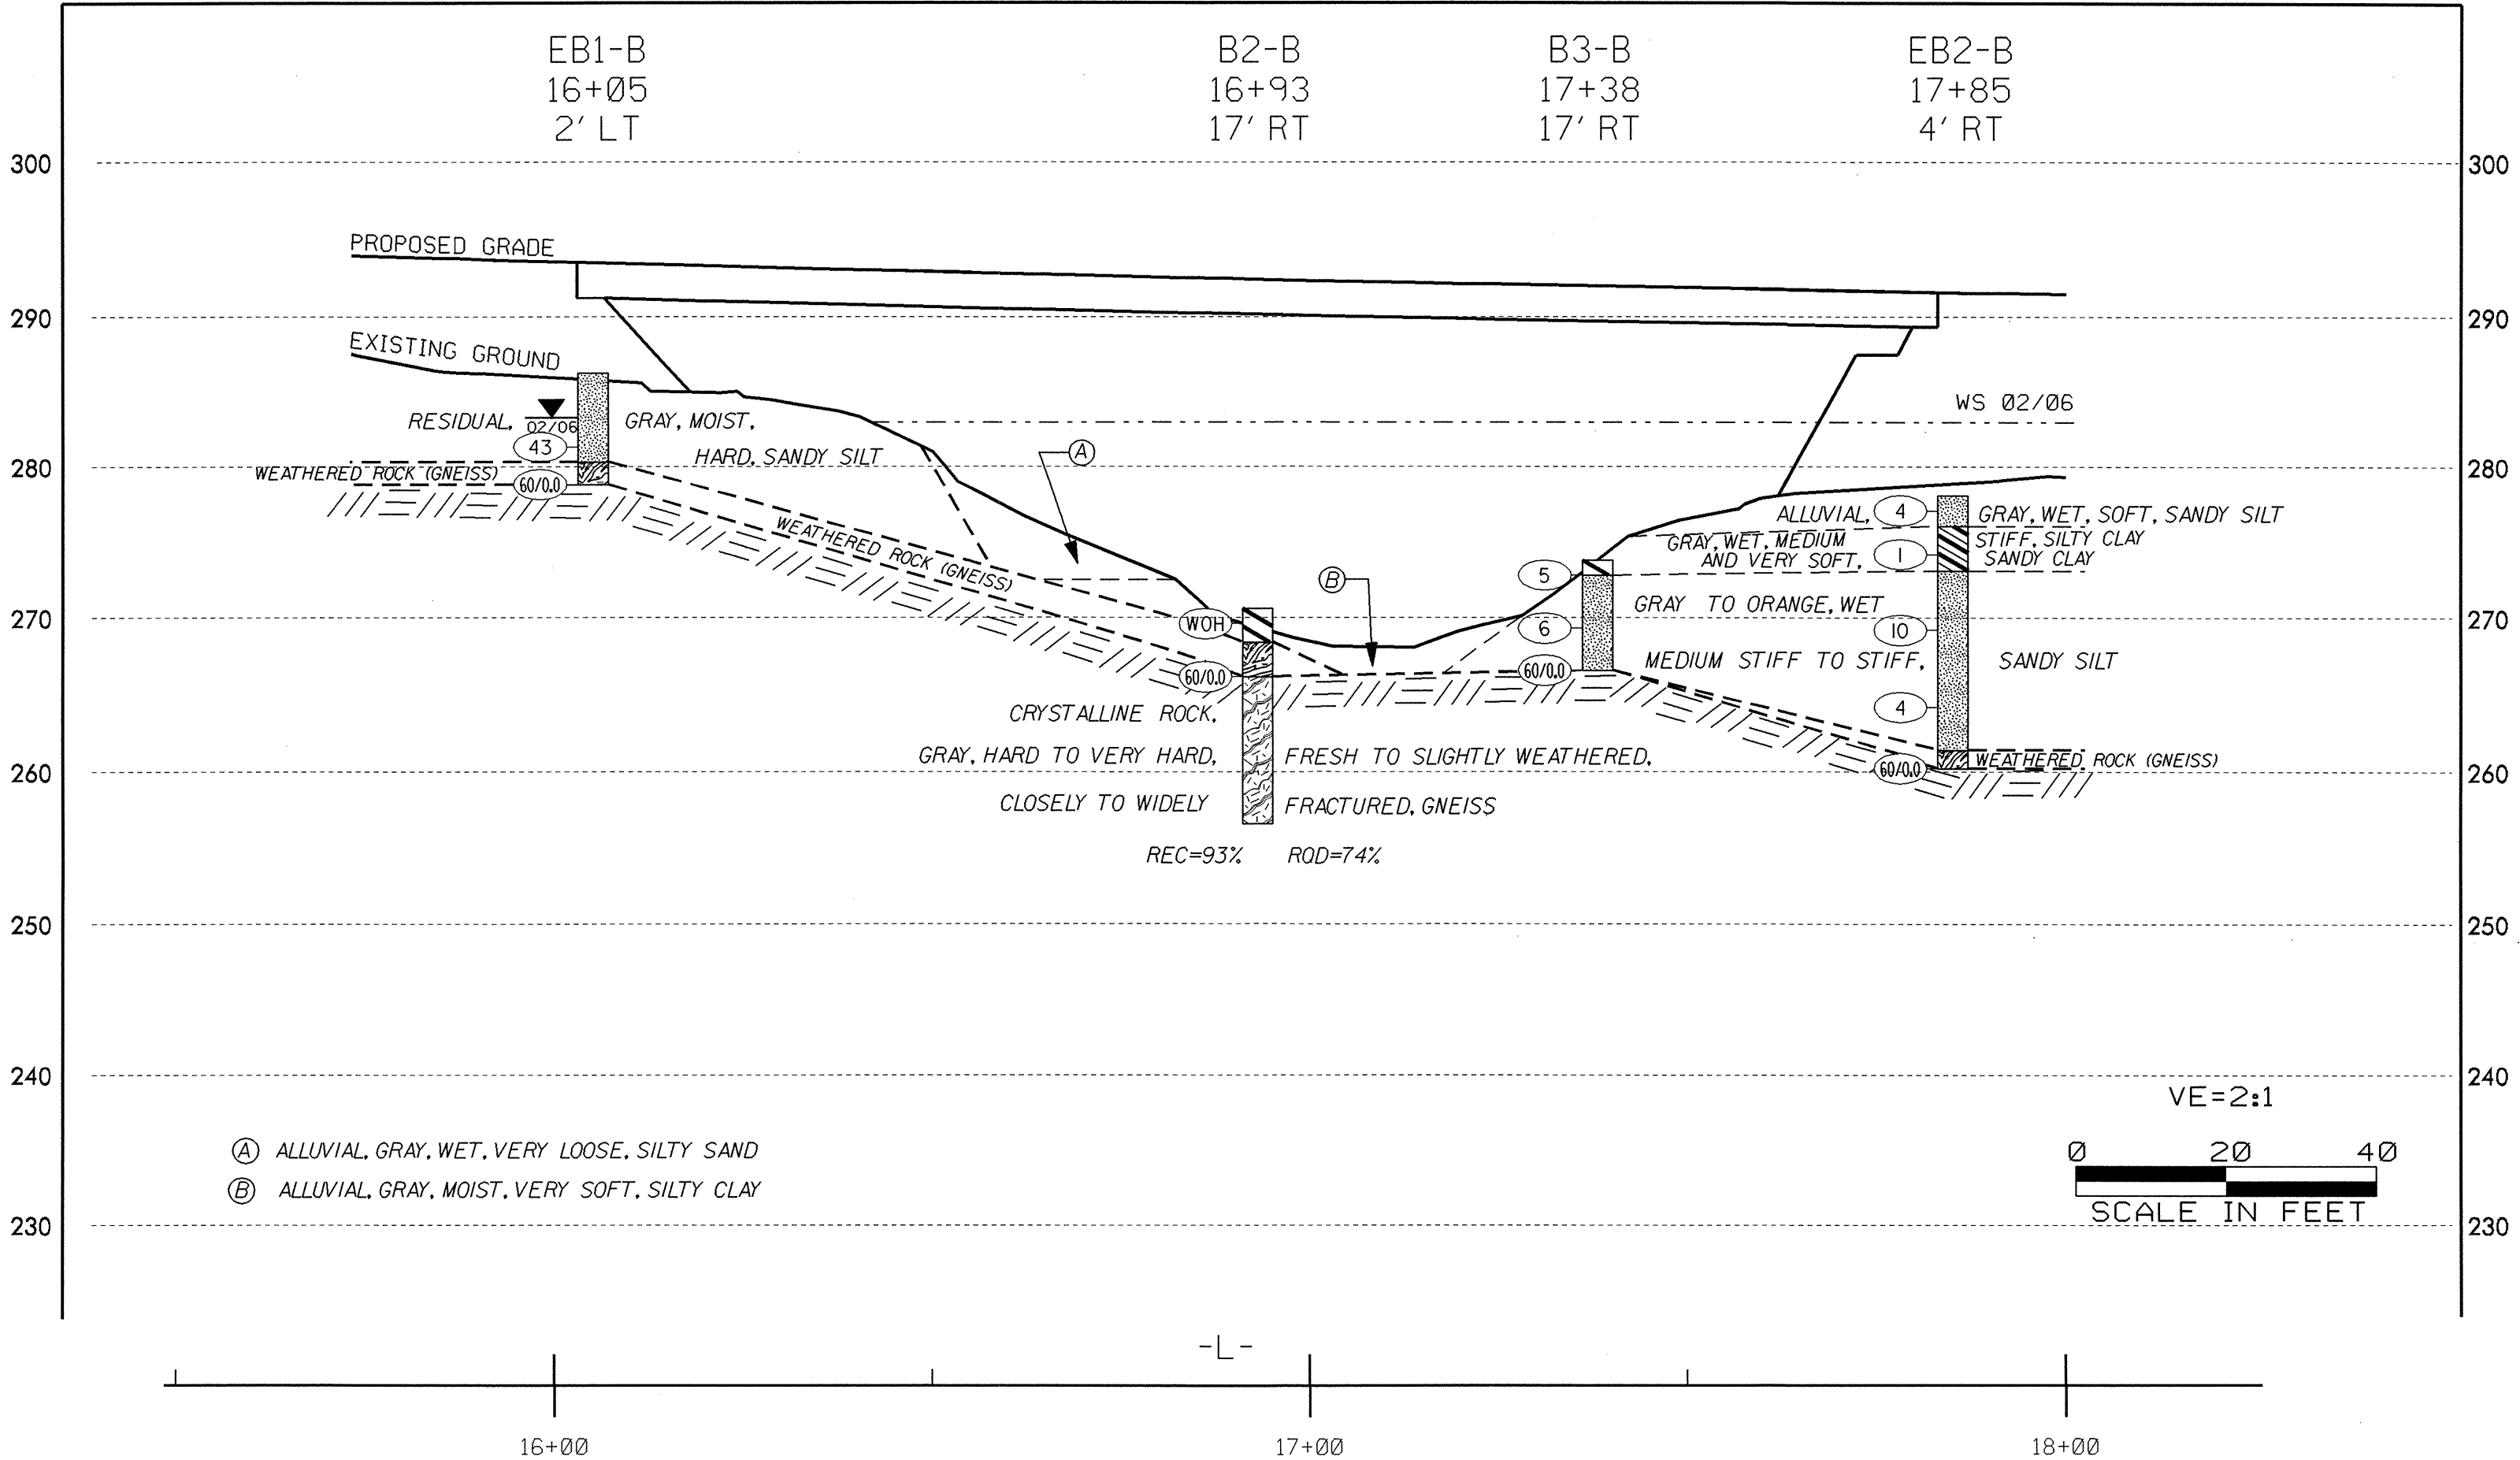 EB1-B
16+05
2' LT
B2-B
16+93
17' RT
B3-B
17+38
17' RT
EB2-B
17+85
4' RT
300 300
PROPOSED GRADE
290 290
EXISTING GROUND
WS 02/06
RESIDUAL, 02/06 GRAY, MOIST,
43 HARD, SANDY SILT
A
280 280
WEATHERED ROCK (GNEISS) 60/0.0
WEATHERED ROCK (GNEISS)
ALLUVIAL, 4 GRAY, WET, SOFT, SANDY SILT
GRAY, WET, MEDIUM STIFF, SILTY CLAY
AND VERY SOFT, 1 SANDY CLAY
B
5
GRAY TO ORANGE, WET
270 270
WOH 6 10
MEDIUM STIFF TO STIFF, SANDY SILT
60/0.0 60/0.0
4
CRYSTALLINE ROCK,
GRAY, HARD TO VERY HARD, FRESH TO SLIGHTLY WEATHERED,
60/0.0 WEATHERED ROCK (GNEISS)
260 260
CLOSELY TO WIDELY FRACTURED, GNEISS
REC=93% RQD=74%
250 250
240 240
VE=2:1
A ALLUVIAL, GRAY, WET, VERY LOOSE, SILTY SAND
B ALLUVIAL, GRAY, MOIST, VERY SOFT, SILTY CLAY
0 20 40
SCALE IN FEET
230 230
-L-
16+00 17+00 18+00